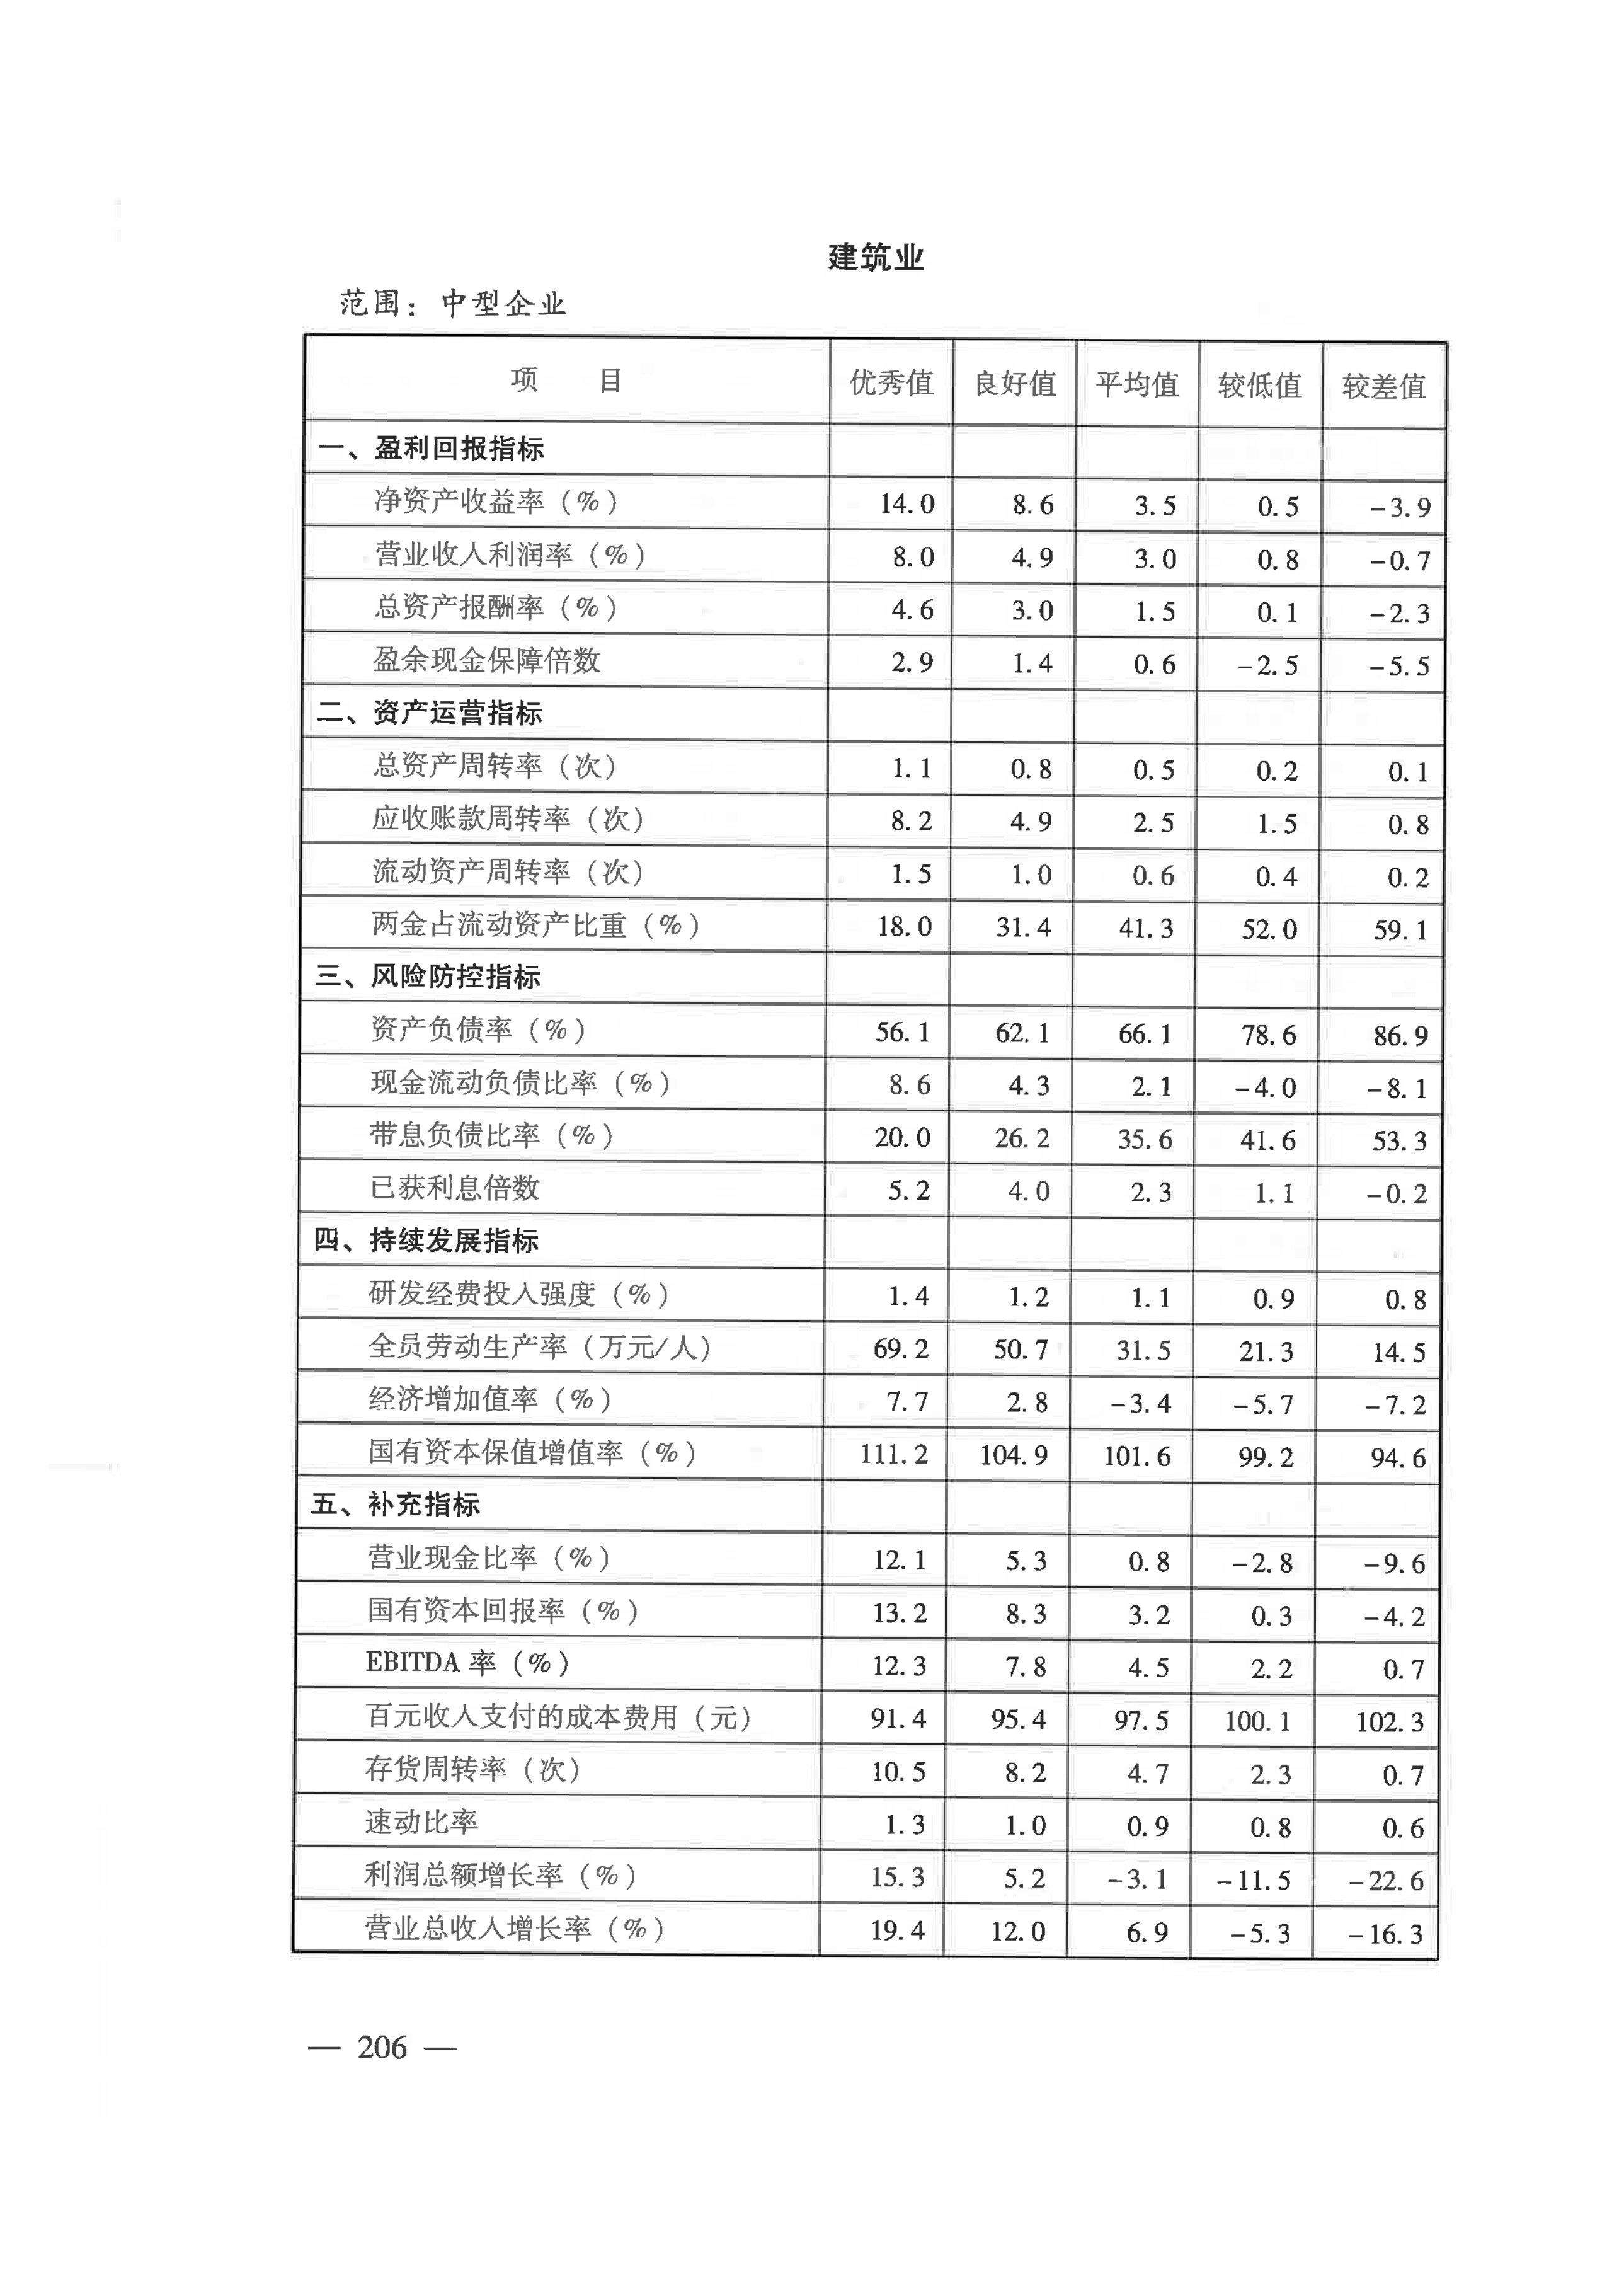 建筑业
范围：中型企业
项 目 优秀值 良好值 平均值 较低值 较差值
一、盈利回报指标
净资产收益率（%） 14.0 8.6 3.5 0.5 -3.9
营业收入利润率（%） 8.0 4.9 3.0 0.8 -0.7
总资产报酬率（%） 4.6 3.0 1.5 0.1 -2.3
盈余现金保障倍数 2.9 1.4 0.6 -2.5 -5.5
二、资产运营指标
总资产周转率（次） 1.1 0.8 0.5 0.2 0.1
应收账款周转率（次） 8.2 4.9 2.5 1.5 0.8
流动资产周转率（次） 1.5 1.0 0.6 0.4 0.2
两金占流动资产比重（%） 18.0 31.4 41.3 52.0 59.1
三、风险防控指标
资产负债率（%） 56.1 62.1 66.1 78.6 86.9
现金流动负债比率（%） 8.6 4.3 2.1 -4.0 -8.1
带息负债比率（%） 20.0 26.2 35.6 41.6 53.3
已获利息倍数 5.2 4.0 2.3 1.1 -0.2
四、持续发展指标
研发经费投入强度（%） 1.4 1.2 1.1 0.9 0.8
全员劳动生产率（万元/人） 69.2 50.7 31.5 21.3 14.5
经济增加值率（%） 7.7 2.8 -3.4 -5.7 -7.2
国有资本保值增值率（%） 111.2 104.9 101.6 99.2 94.6
五、补充指标
营业现金比率（%） 12.1 5.3 0.8 -2.8 -9.6
国有资本回报率（%） 13.2 8.3 3.2 0.3 -4.2
EBITDA 率（%） 12.3 7.8 4.5 2.2 0.7
百元收入支付的成本费用（元） 91.4 95.4 97.5 100.1 102.3
存货周转率（次） 10.5 8.2 4.7 2.3 0.7
速动比率 1.3 1.0 0.9 0.8 0.6
利润总额增长率（%） 15.3 5.2 -3.1 -11.5 -22.6
营业总收入增长率（%） 19.4 12.0 6.9 -5.3 -16.3
— 206 —